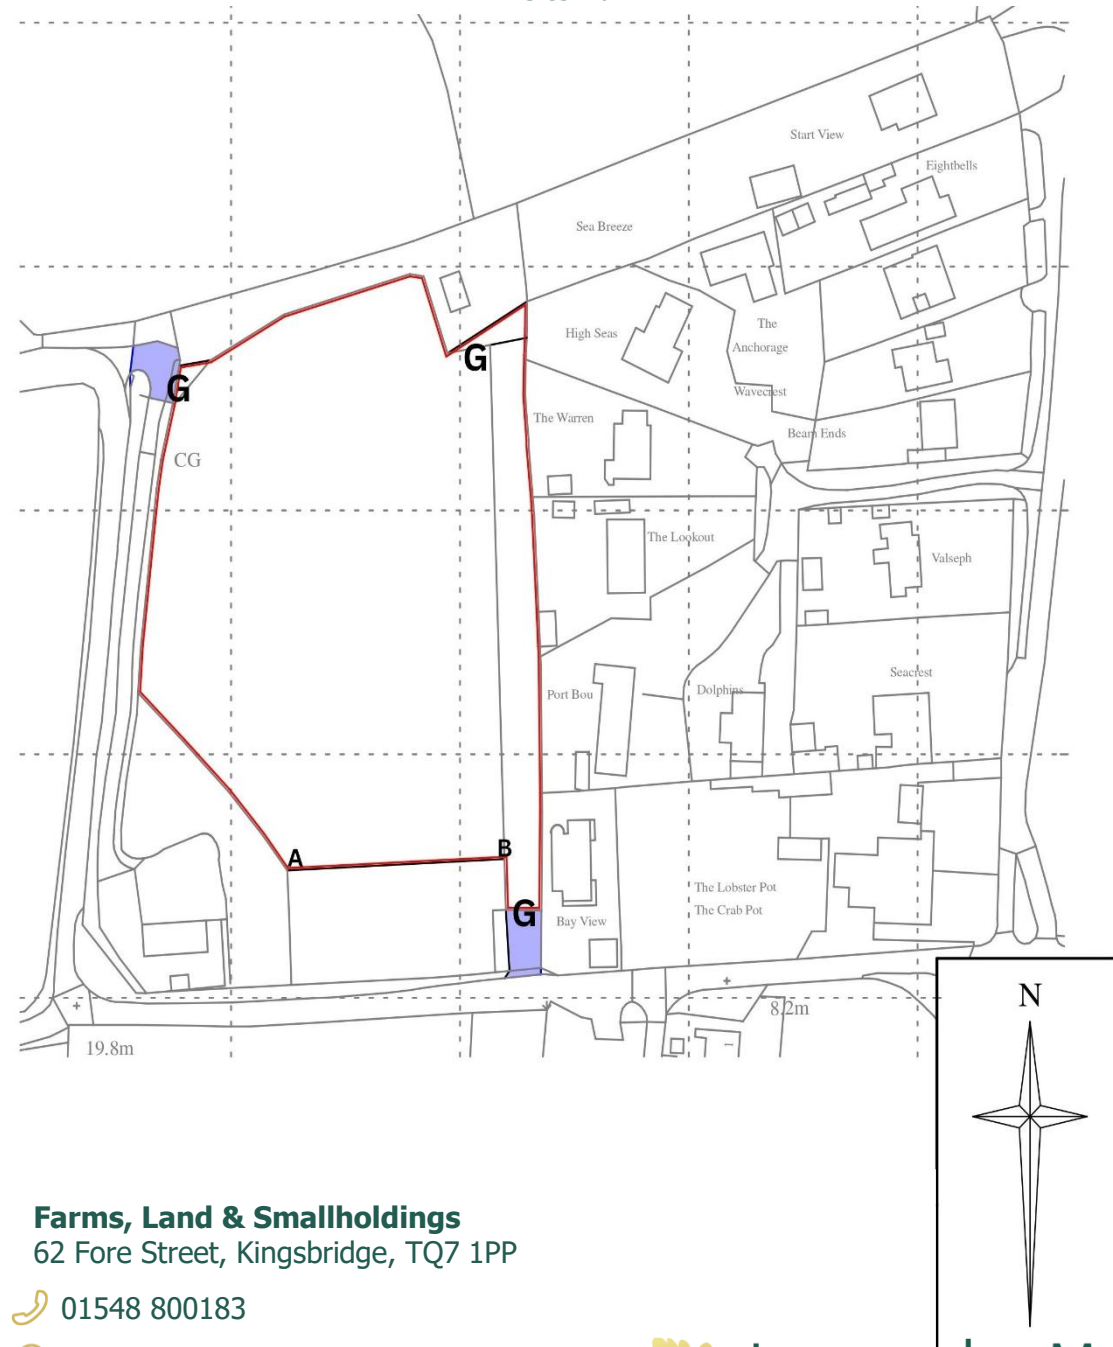 Start View
Eightbells
Sea Breeze
The
Anchorage
High Seas
G
G
Wavecrest
The Warren
Beam Ends
CG
The Lookout
Valseph
Seacrest
Port Bou
Dolphins
A
B
The Lobster Pot
The Crab Pot
G
Bay View
N
8.2m
19.8m
Farms, Land & Smallholdings
62 Fore Street, Kingsbridge, TQ7 1PP
01548 800183